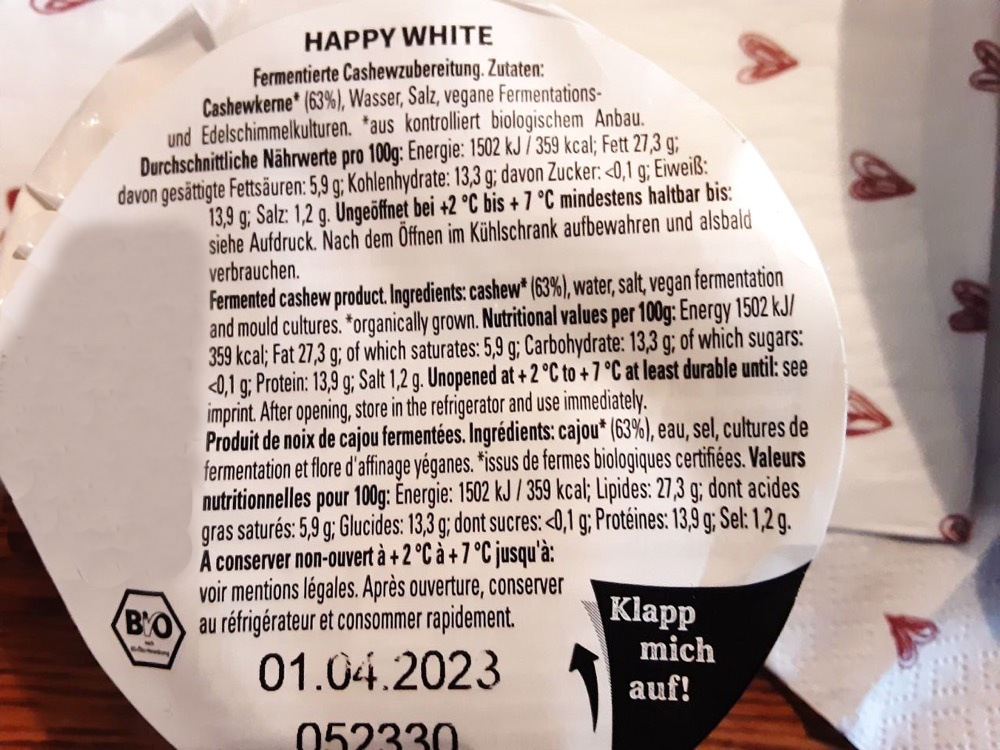 HAPPY WHITE
Fermentierte Cashewzubereitung. Zutaten:
Cashewkerne* (63%), Wasser, Salz, vegane Fermentations-
und Edelschimmelkulturen. *aus kontrolliert biologischem Anbau.
Durchschnittliche Nährwerte pro 100g: Energie: 1502 kJ / 359 kcal; Fett 27,3 g;
davon gesättigte Fettsäuren: 5,9 g; Kohlenhydrate: 13,3 g; davon Zucker: <0,1 g; Eiweiß:
13,9 g; Salz: 1,2 g. Ungeöffnet bei +2 °C bis + 7 °C mindestens haltbar bis:
siehe Aufdruck. Nach dem Öffnen im Kühlschrank aufbewahren und alsbald
verbrauchen.
Fermented cashew product. Ingredients: cashew* (63%), water, salt, vegan fermentation
and mould cultures. *organically grown. Nutritional values per 100g: Energy 1502 kJ/
359 kcal; Fat 27,3 g; of which saturates: 5,9 g; Carbohydrate: 13,3 g; of which sugars:
<0,1 g; Protein: 13,9 g; Salt 1,2 g. Unopened at + 2 °C to + 7 °C at least durable until: see
imprint. After opening, store in the refrigerator and use immediately.
Produit de noix de cajou fermentées. Ingrédients: cajou* (63%), eau, sel, cultures de
fermentation et flore d'affinage véganes. *issus de fermes biologiques certifiées. Valeurs
nutritionnelles pour 100g: Énergie: 1502 kJ / 359 kcal; Lipides: 27,3 g; dont acides
gras saturés: 5,9 g; Glucides: 13,3 g; dont sucres: <0,1 g; Protéines: 13,9 g; Sel: 1,2 g.
À conserver non-ouvert à + 2 °C à + 7 °C jusqu'à:
voir mentions légales. Après ouverture, conserver
au réfrigérateur et consommer rapidement.
BIO
Klapp
mich
auf!
01.04.2023
052330